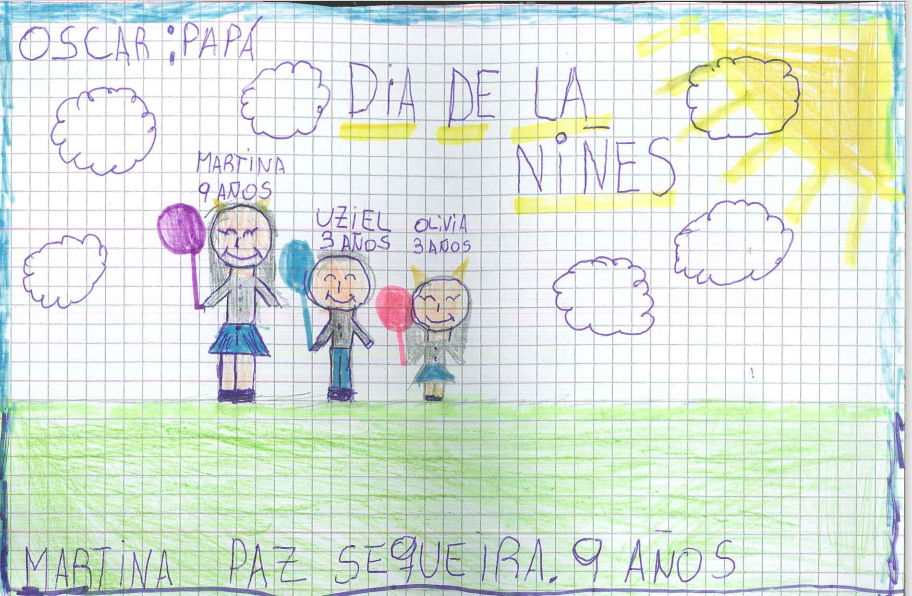 OSCAR : PAPÁ
DiA DE LA
NiÑES
MARTiNA
9 AÑOS
UZiEL
3 AÑOS
OLiViA
3 AÑOS
MARTiNA PAZ SEQUEiRA. 9 AÑOS